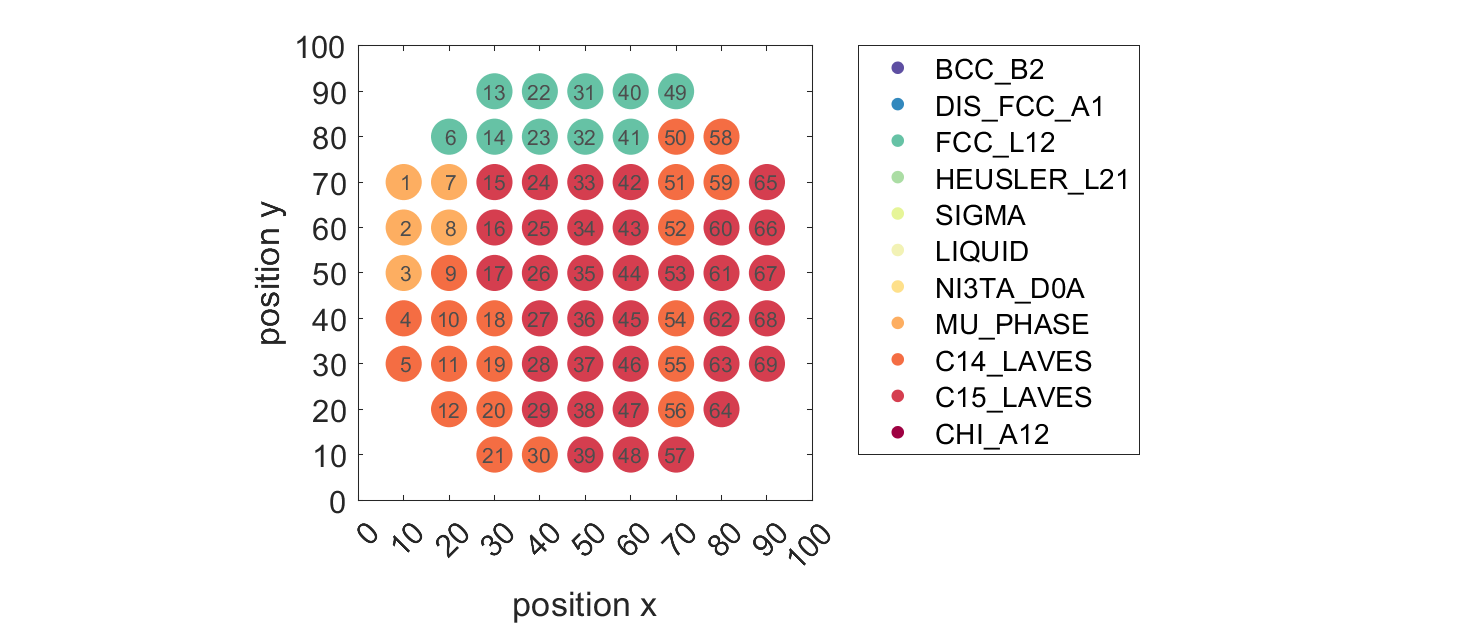 100
90 13 22 31 40 49
80 6 14 23 32 41 50 58
70 1 7 15 24 33 42 51 59 65
60 2 8 16 25 34 43 52 60 66
50 3 9 17 26 35 44 53 61 67
40 4 10 18 27 36 45 54 62 68
30 5 11 19 28 37 46 55 63 69
20 12 20 29 38 47 56 64
10 21 30 39 48 57
0
position y
0 10 20 30 40 50 60 70 80 90 100
position x
BCC_B2
DIS_FCC_A1
FCC_L12
HEUSLER_L21
SIGMA
LIQUID
NI3TA_D0A
MU_PHASE
C14_LAVES
C15_LAVES
CHI_A12